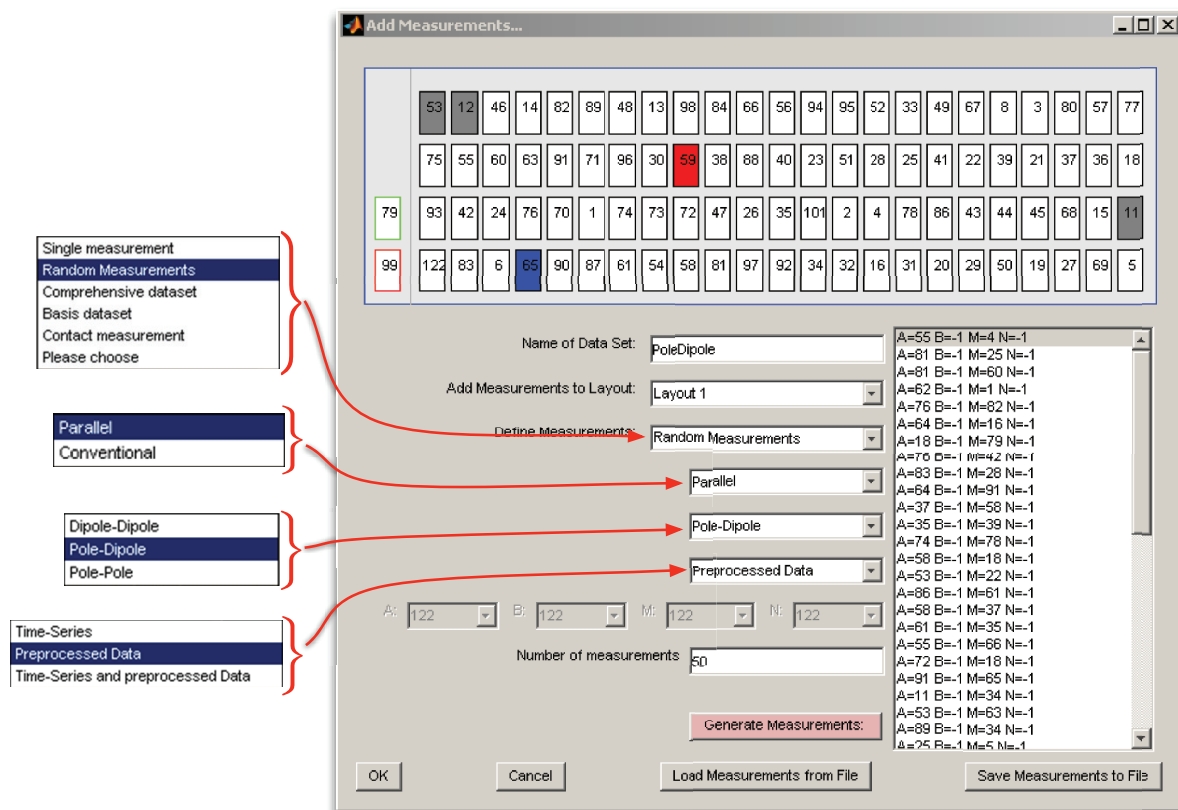 Add Measurements...
53 12 46 14 82 89 48 13 98 84 66 56 94 95 52 33 49 67 8 3 80 57 77
75 55 60 63 91 71 96 30 59 38 88 40 23 51 28 25 41 22 39 21 37 36 18
79 93 42 24 76 70 1 74 73 72 47 26 35 101 2 4 78 86 43 44 45 68 15 11
99 122 83 6 65 90 87 61 54 58 81 97 92 34 32 16 31 20 29 50 19 27 69 5
Single measurement
Random Measurements
Comprehensive dataset
Basis dataset
Contact measurement
Please choose
Parallel
Conventional
Dipole-Dipole
Pole-Dipole
Pole-Pole
Time-Series
Preprocessed Data
Time-Series and preprocessed Data
Name of Data Set: PoleDipole
Add Measurements to Layout: Layout 1
Define Measurements: Random Measurements
Parallel
Pole-Dipole
Preprocessed Data
A: 122 B: 122 M: 122 N: 122
Number of measurements 50
Generate Measurements:
A=55 B=-1 M=4 N=-1
A=81 B=-1 M=25 N=-1
A=81 B=-1 M=60 N=-1
A=62 B=-1 M=1 N=-1
A=76 B=-1 M=82 N=-1
A=64 B=-1 M=16 N=-1
A=18 B=-1 M=79 N=-1
A=76 B=-1 M=42 N=-1
A=83 B=-1 M=28 N=-1
A=64 B=-1 M=91 N=-1
A=37 B=-1 M=58 N=-1
A=35 B=-1 M=39 N=-1
A=74 B=-1 M=78 N=-1
A=58 B=-1 M=18 N=-1
A=53 B=-1 M=22 N=-1
A=86 B=-1 M=61 N=-1
A=58 B=-1 M=37 N=-1
A=61 B=-1 M=35 N=-1
A=55 B=-1 M=66 N=-1
A=72 B=-1 M=18 N=-1
A=91 B=-1 M=65 N=-1
A=11 B=-1 M=34 N=-1
A=53 B=-1 M=63 N=-1
A=89 B=-1 M=34 N=-1
A=25 B=-1 M=5 N=-1
OK Cancel Load Measurements from File Save Measurements to File